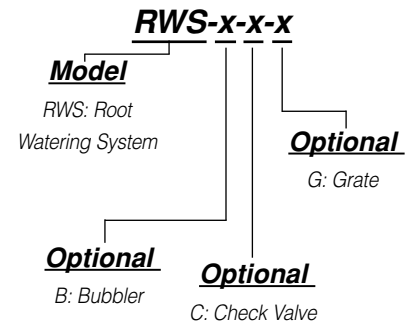 RWS-x-x-x
Model
RWS: Root
Watering System
Optional
G: Grate
Optional
B: Bubbler
Optional
C: Check Valve